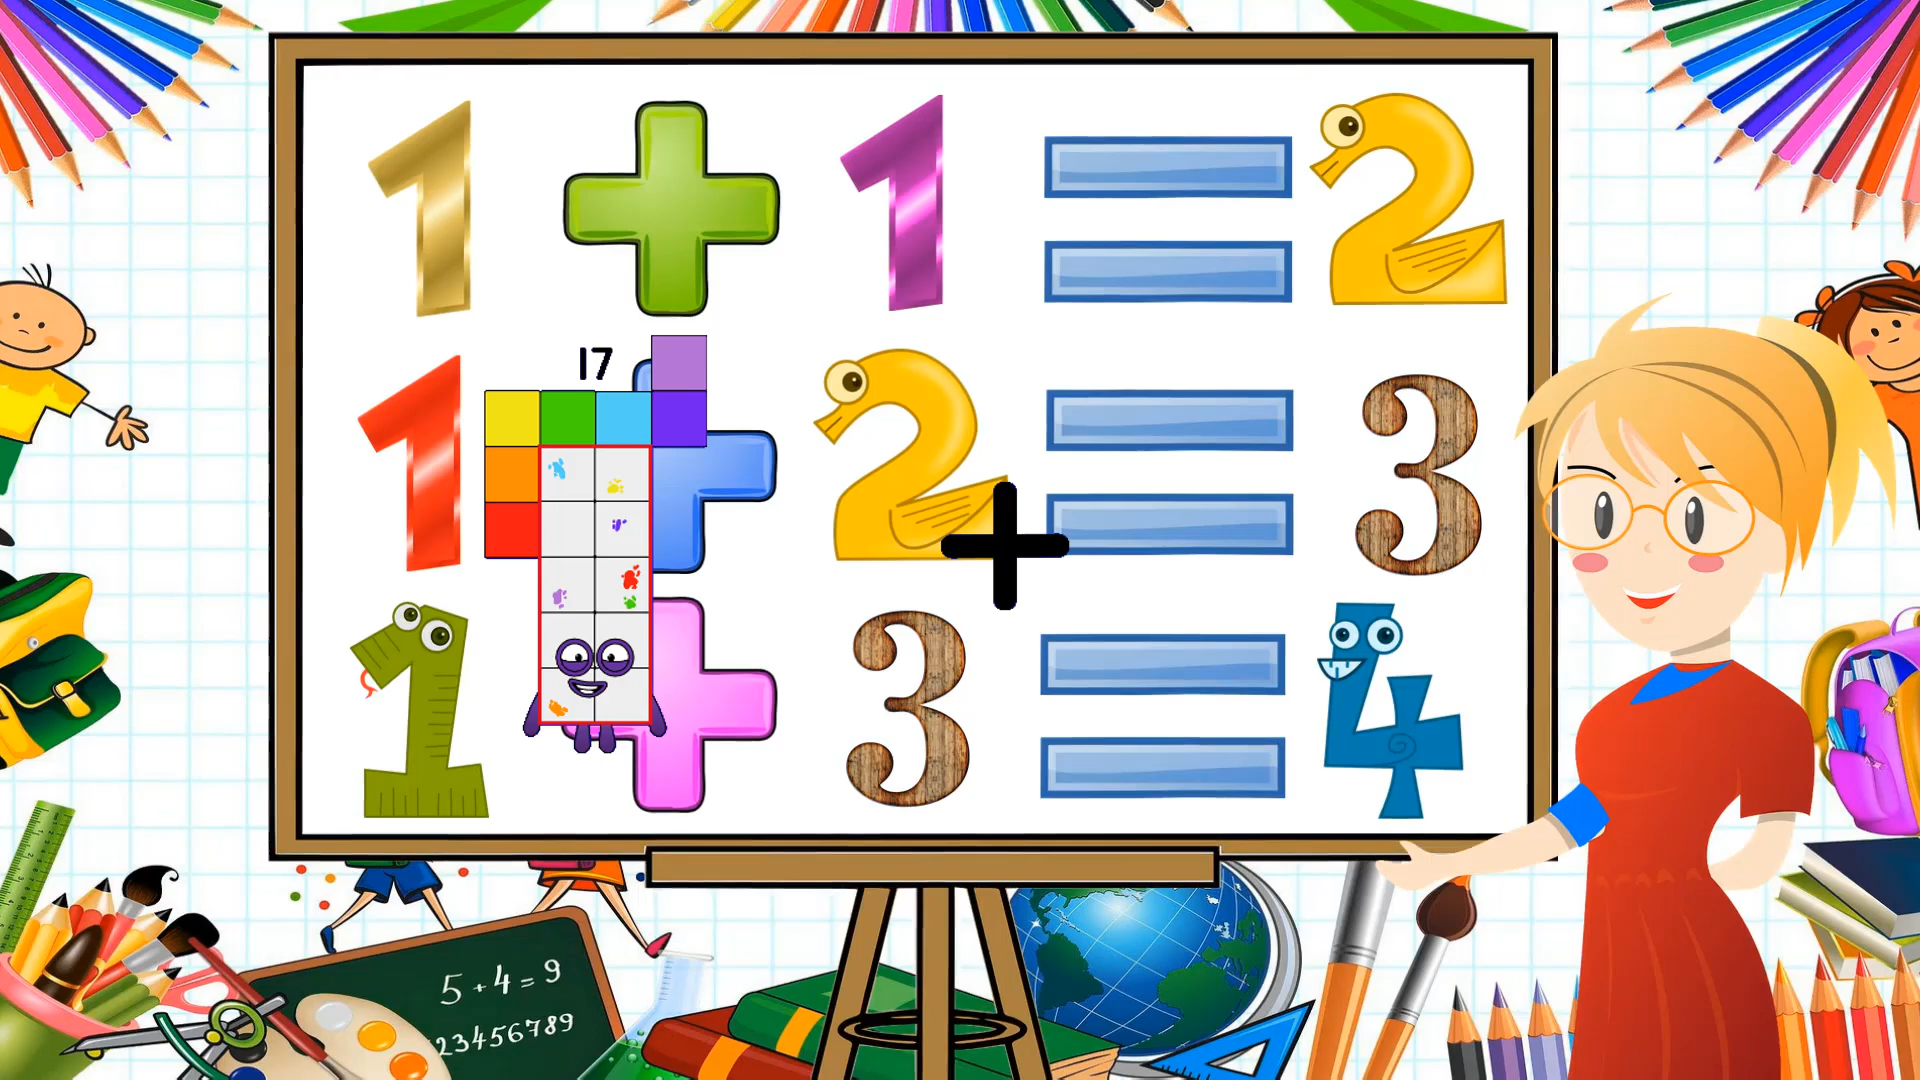 1 + 1 = 2
17
1 + 2 = 3
+
1 + 3 = 4
5+4=9
23456789